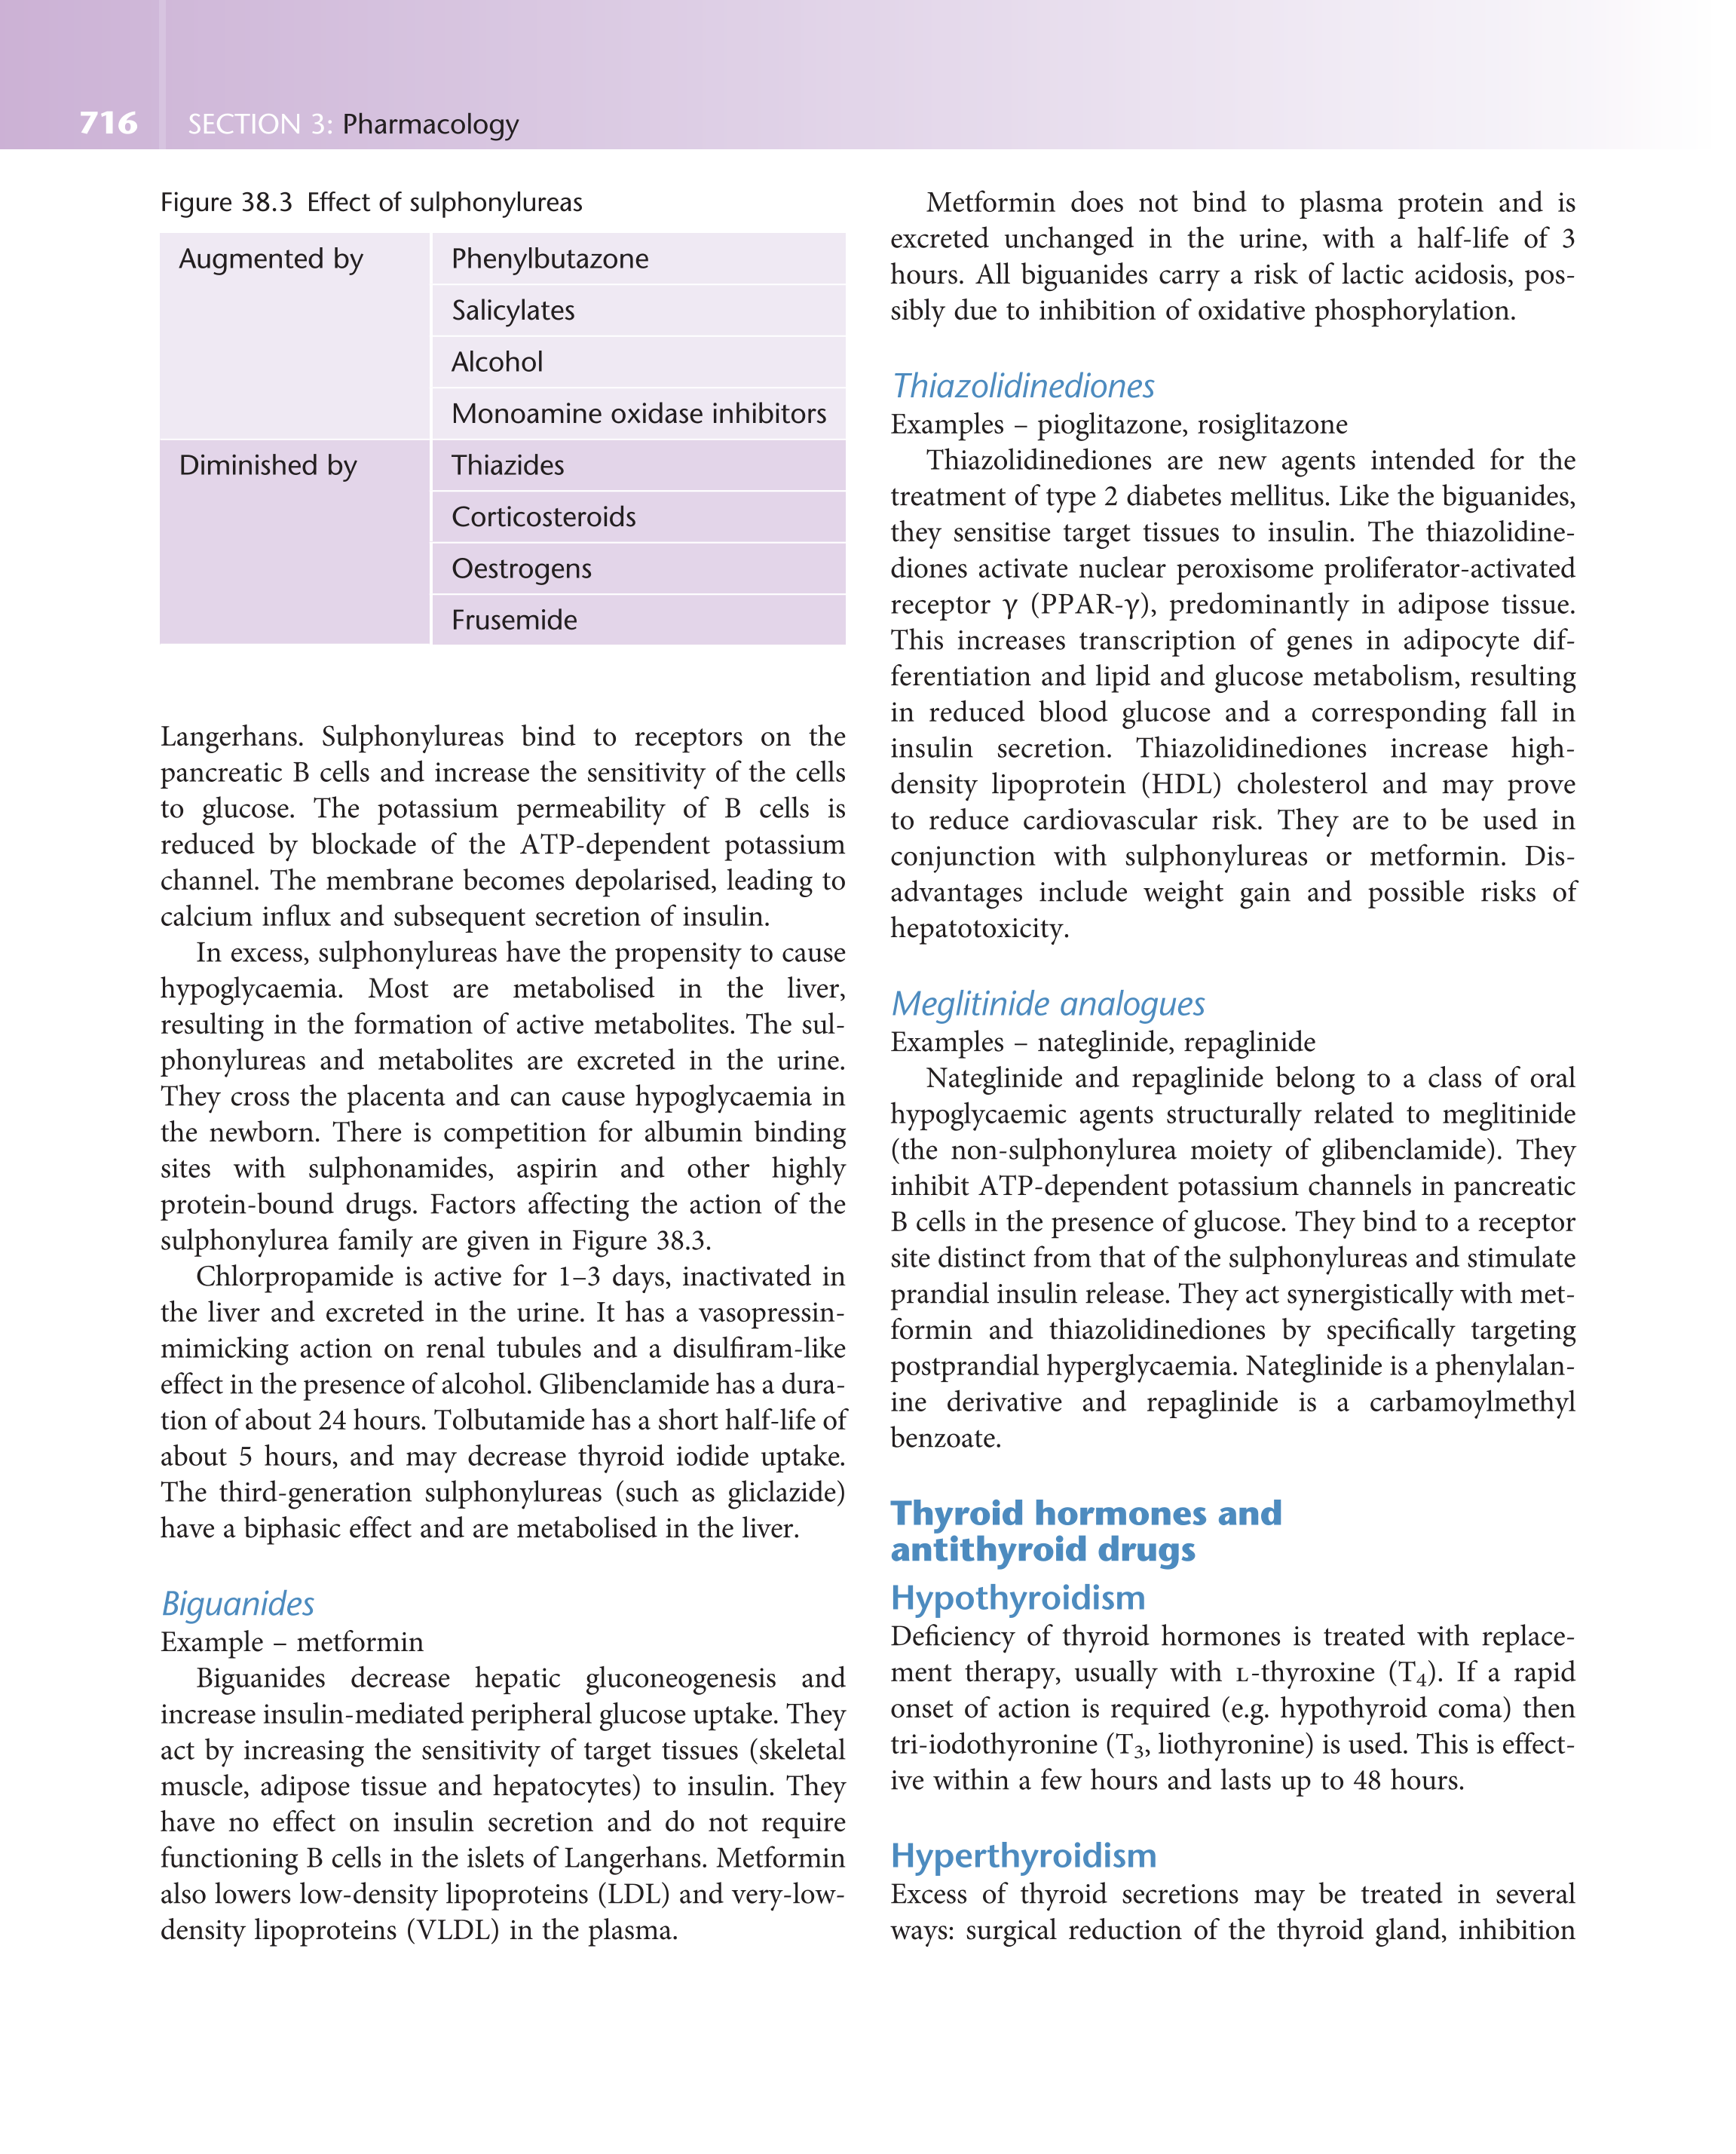 716 SECTION 3: Pharmacology
Figure 38.3 Effect of sulphonylureas
Augmented by Phenylbutazone
Salicylates
Alcohol
Monoamine oxidase inhibitors
Diminished by Thiazides
Corticosteroids
Oestrogens
Frusemide
Langerhans. Sulphonylureas bind to receptors on the
pancreatic B cells and increase the sensitivity of the cells
to glucose. The potassium permeability of B cells is
reduced by blockade of the ATP-dependent potassium
channel. The membrane becomes depolarised, leading to
calcium influx and subsequent secretion of insulin.
In excess, sulphonylureas have the propensity to cause
hypoglycaemia. Most are metabolised in the liver,
resulting in the formation of active metabolites. The sul-
phonylureas and metabolites are excreted in the urine.
They cross the placenta and can cause hypoglycaemia in
the newborn. There is competition for albumin binding
sites with sulphonamides, aspirin and other highly
protein-bound drugs. Factors affecting the action of the
sulphonylurea family are given in Figure 38.3.
Chlorpropamide is active for 1–3 days, inactivated in
the liver and excreted in the urine. It has a vasopressin-
mimicking action on renal tubules and a disulfiram-like
effect in the presence of alcohol. Glibenclamide has a dura-
tion of about 24 hours. Tolbutamide has a short half-life of
about 5 hours, and may decrease thyroid iodide uptake.
The third-generation sulphonylureas (such as gliclazide)
have a biphasic effect and are metabolised in the liver.
Biguanides
Example – metformin
Biguanides decrease hepatic gluconeogenesis and
increase insulin-mediated peripheral glucose uptake. They
act by increasing the sensitivity of target tissues (skeletal
muscle, adipose tissue and hepatocytes) to insulin. They
have no effect on insulin secretion and do not require
functioning B cells in the islets of Langerhans. Metformin
also lowers low-density lipoproteins (LDL) and very-low-
density lipoproteins (VLDL) in the plasma.
Metformin does not bind to plasma protein and is
excreted unchanged in the urine, with a half-life of 3
hours. All biguanides carry a risk of lactic acidosis, pos-
sibly due to inhibition of oxidative phosphorylation.
Thiazolidinediones
Examples – pioglitazone, rosiglitazone
Thiazolidinediones are new agents intended for the
treatment of type 2 diabetes mellitus. Like the biguanides,
they sensitise target tissues to insulin. The thiazolidine-
diones activate nuclear peroxisome proliferator-activated
receptor γ (PPAR-γ), predominantly in adipose tissue.
This increases transcription of genes in adipocyte dif-
ferentiation and lipid and glucose metabolism, resulting
in reduced blood glucose and a corresponding fall in
insulin secretion. Thiazolidinediones increase high-
density lipoprotein (HDL) cholesterol and may prove
to reduce cardiovascular risk. They are to be used in
conjunction with sulphonylureas or metformin. Dis-
advantages include weight gain and possible risks of
hepatotoxicity.
Meglitinide analogues
Examples – nateglinide, repaglinide
Nateglinide and repaglinide belong to a class of oral
hypoglycaemic agents structurally related to meglitinide
(the non-sulphonylurea moiety of glibenclamide). They
inhibit ATP-dependent potassium channels in pancreatic
B cells in the presence of glucose. They bind to a receptor
site distinct from that of the sulphonylureas and stimulate
prandial insulin release. They act synergistically with met-
formin and thiazolidinediones by specifically targeting
postprandial hyperglycaemia. Nateglinide is a phenylalan-
ine derivative and repaglinide is a carbamoylmethyl
benzoate.
Thyroid hormones and
antithyroid drugs
Hypothyroidism
Deficiency of thyroid hormones is treated with replace-
ment therapy, usually with L-thyroxine (T₄). If a rapid
onset of action is required (e.g. hypothyroid coma) then
tri-iodothyronine (T₃, liothyronine) is used. This is effect-
ive within a few hours and lasts up to 48 hours.
Hyperthyroidism
Excess of thyroid secretions may be treated in several
ways: surgical reduction of the thyroid gland, inhibition